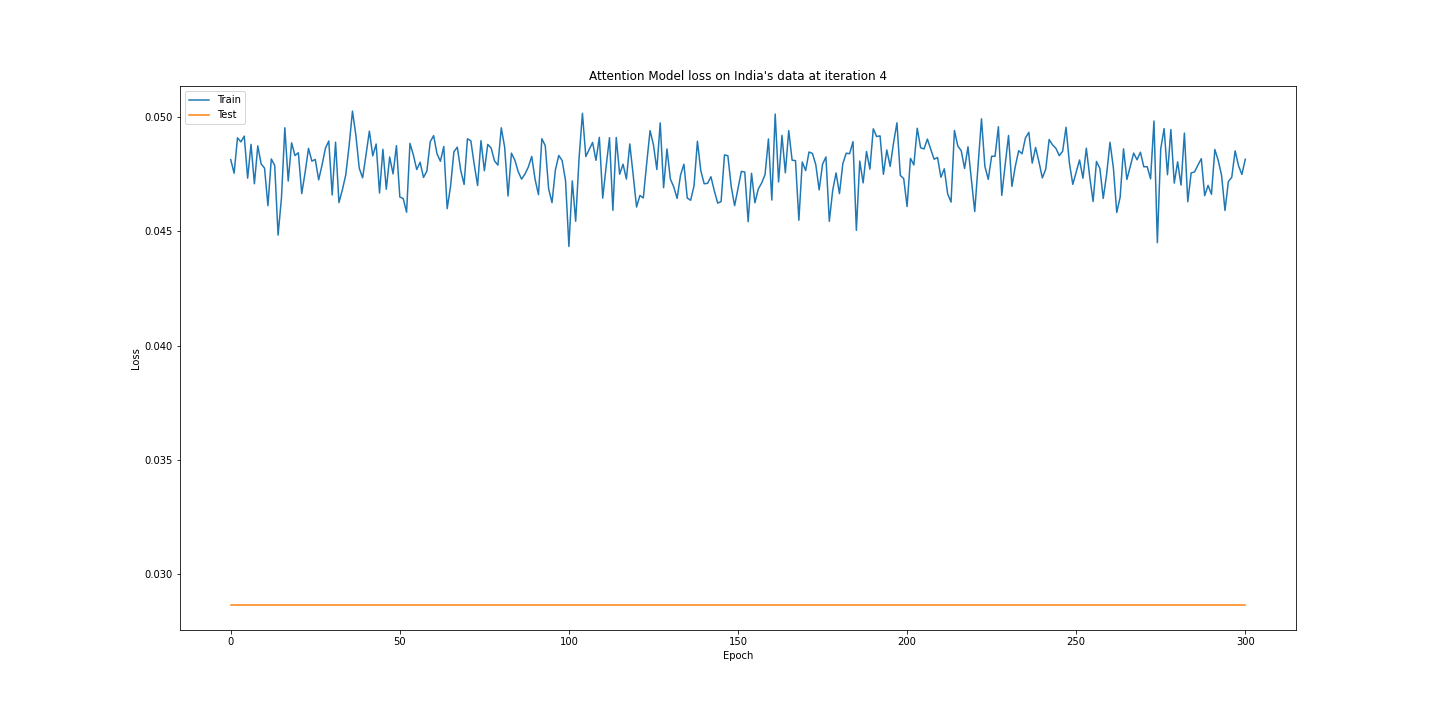 Attention Model loss on India's data at iteration 4
Train
Test
0.050
0.045
0.040
0.035
0.030
Loss
0 50 100 150 200 250 300
Epoch